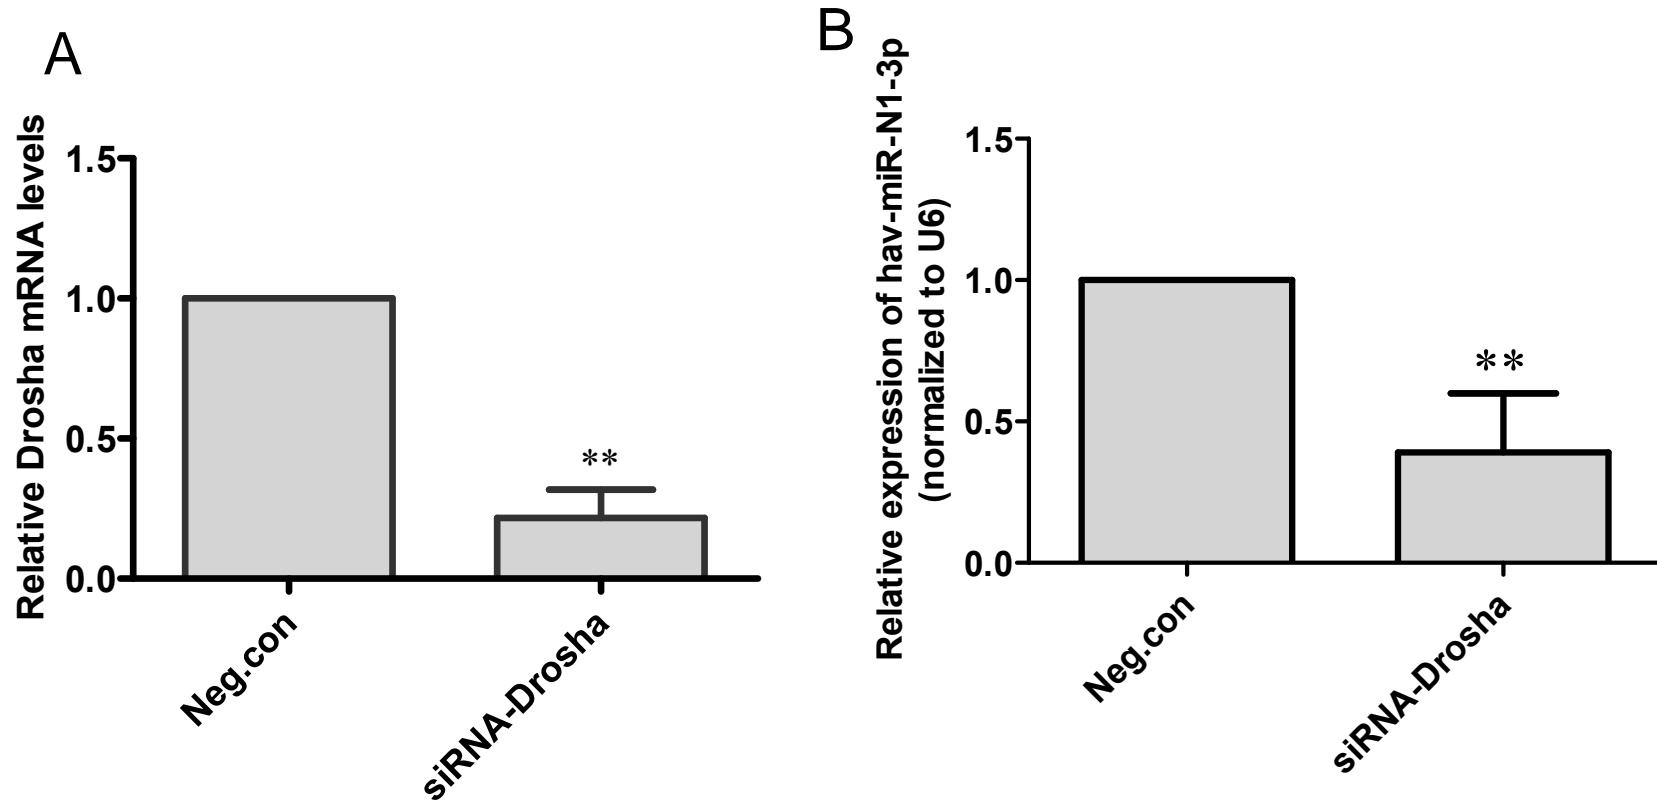 A
Relative Drosha mRNA levels
1.5
1.0
0.5
0.0
**
Neg.con
siRNA-Drosha
B
Relative expression of hav-miR-N1-3p
(normalized to U6)
1.5
1.0
0.5
0.0
**
Neg.con
siRNA-Drosha